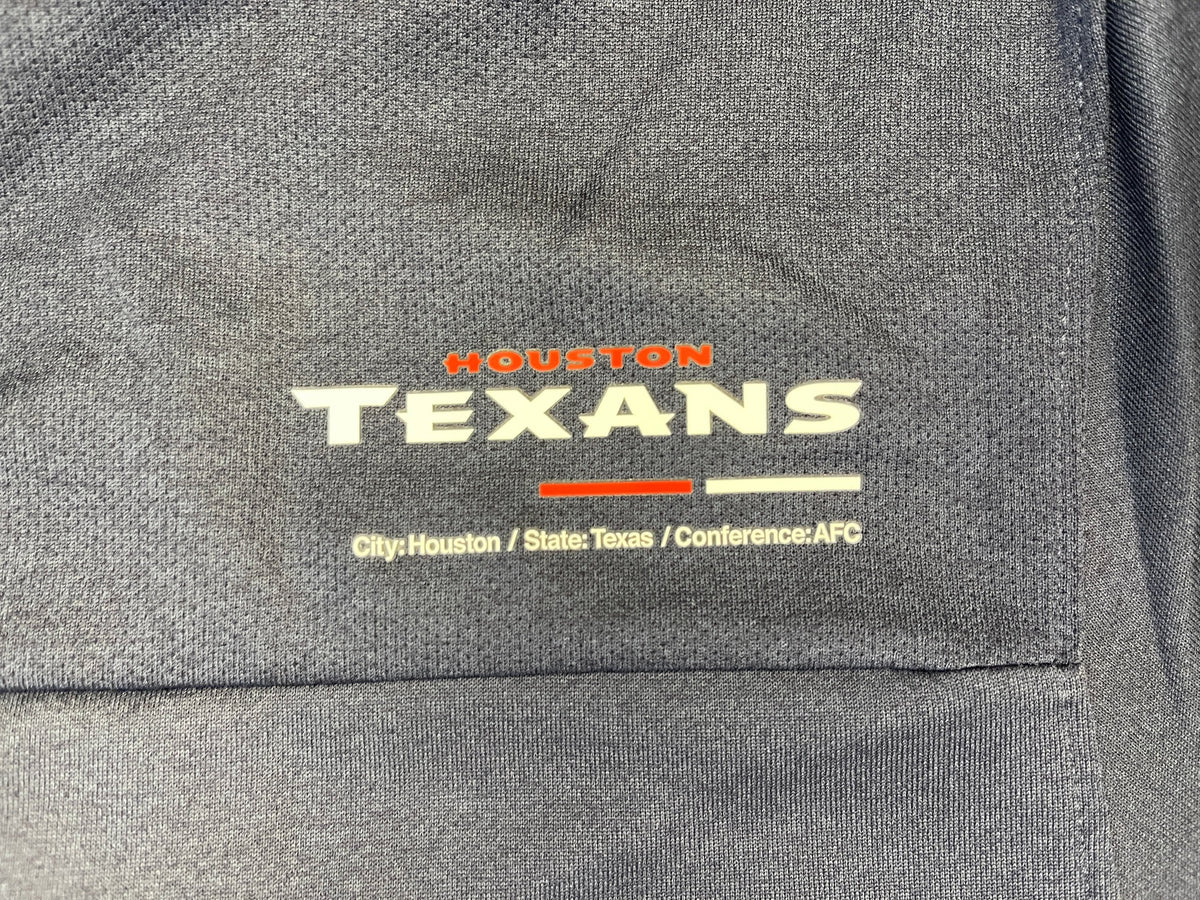 HOUSTON
TEXANS
City: Houston / State: Texas / Conference: AFC